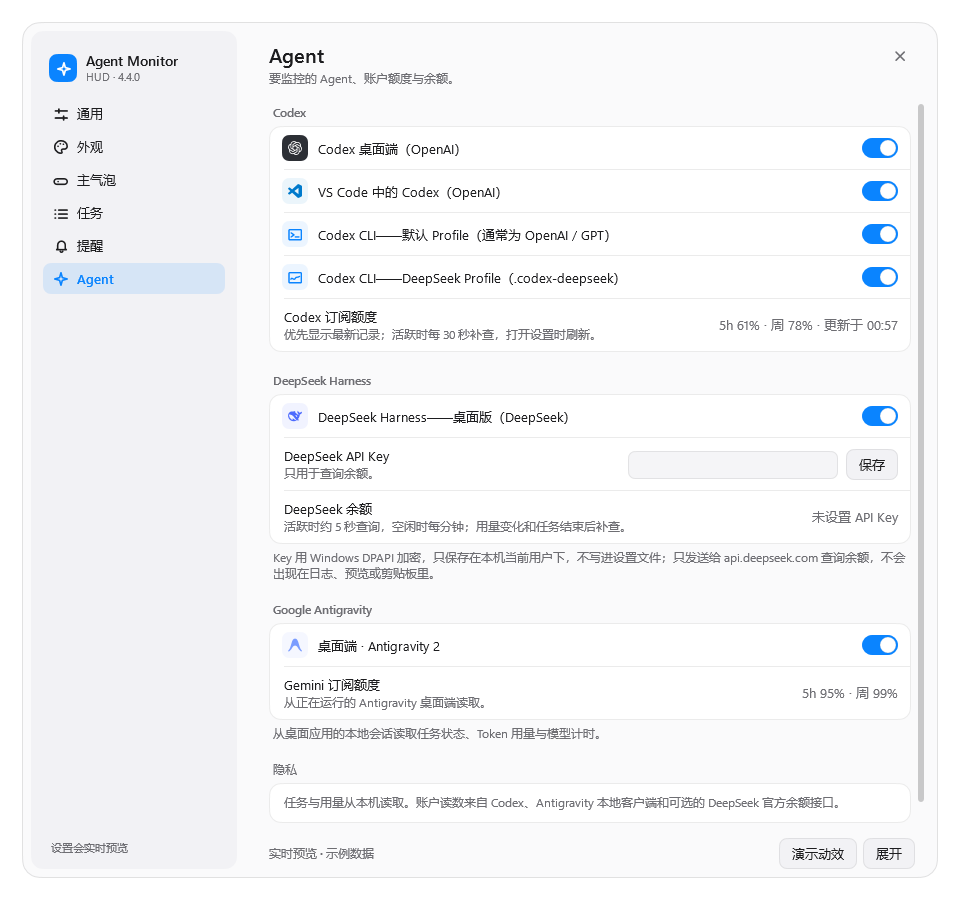 Agent Monitor
HUD · 4.4.0
通用
外观
主气泡
任务
提醒
Agent
设置会实时预览
Agent
要监控的 Agent、账户额度与余额。
Codex
Codex 桌面端（OpenAI）
VS Code 中的 Codex（OpenAI）
Codex CLI——默认 Profile（通常为 OpenAI / GPT）
Codex CLI——DeepSeek Profile（.codex-deepseek）
Codex 订阅额度
优先显示最新记录；活跃时每 30 秒补查，打开设置时刷新。
5h 61% · 周 78% · 更新于 00:57
DeepSeek Harness
DeepSeek Harness——桌面版（DeepSeek）
DeepSeek API Key
只用于查询余额。
保存
DeepSeek 余额
活跃时约 5 秒查询，空闲时每分钟；用量变化和任务结束后补查。
未设置 API Key
Key 用 Windows DPAPI 加密，只保存在本机当前用户下，不写进设置文件；只发送给 api.deepseek.com 查询余额，不会
出现在日志、预览或剪贴板里。
Google Antigravity
桌面端 · Antigravity 2
Gemini 订阅额度
从正在运行的 Antigravity 桌面端读取。
5h 95% · 周 99%
从桌面应用的本地会话读取任务状态、Token 用量与模型计时。
隐私
任务与用量从本机读取。账户读数来自 Codex、Antigravity 本地客户端和可选的 DeepSeek 官方余额接口。
实时预览 · 示例数据
演示动效
展开